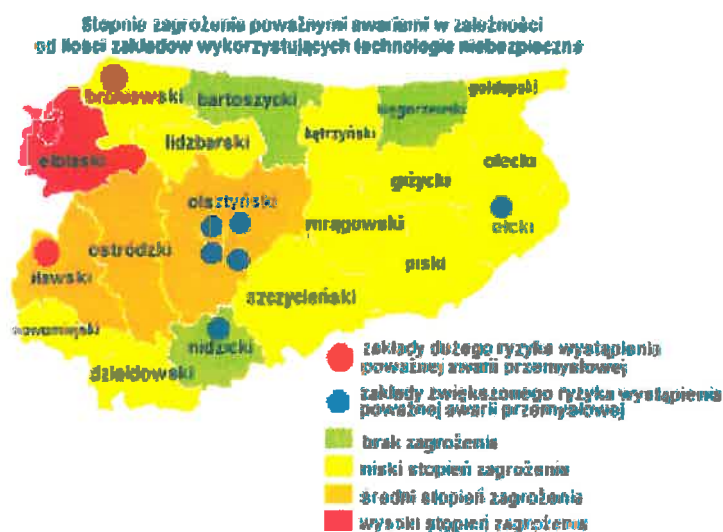 Stopnie zagrożenia poważnymi awariami w zależności
od ilości zakładów wykorzystujących technologie niebezpieczne
braniewski
bartoszycki
węgorzewski
gołdapski
kętrzyński
lidzbarski
elbląski
olecki
giżycki
olsztyński
mrągowski
ełcki
ostródzki
iławski
piski
szczycieński
nowomiejski
nidzicki
działdowski
zakłady dużego ryzyka wystąpienia
poważnej awarii przemysłowej
zakłady zwiększonego ryzyka wystąpienia
poważnej awarii przemysłowej
brak zagrożenia
niski stopień zagrożenia
średni stopień zagrożenia
wysoki stopień zagrożenia